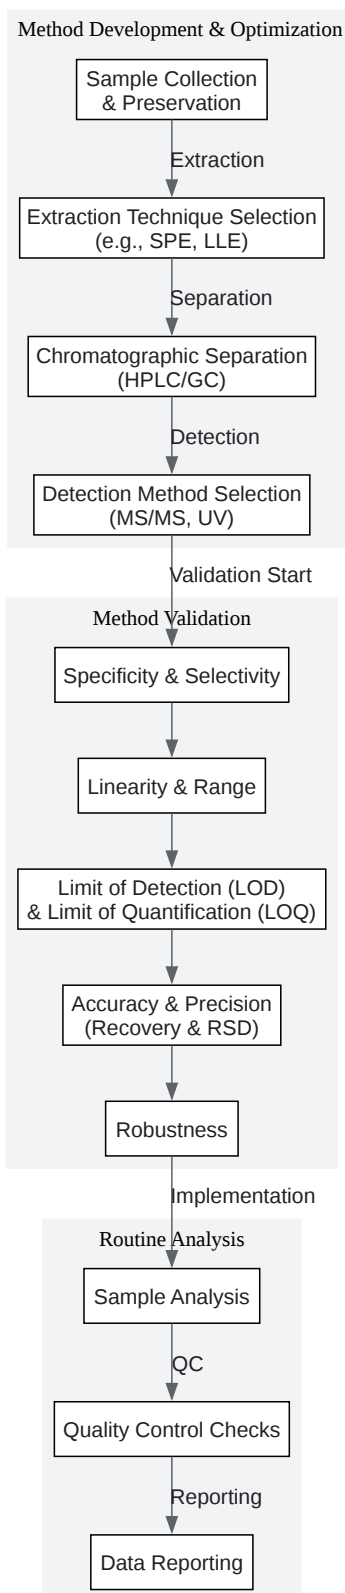 Method Development & Optimization
Sample Collection
& Preservation
Extraction
Extraction Technique Selection
(e.g., SPE, LLE)
Separation
Chromatographic Separation
(HPLC/GC)
Detection
Detection Method Selection
(MS/MS, UV)
Validation Start
Method Validation
Specificity & Selectivity
Linearity & Range
Limit of Detection (LOD)
& Limit of Quantification (LOQ)
Accuracy & Precision
(Recovery & RSD)
Robustness
Implementation
Routine Analysis
Sample Analysis
QC
Quality Control Checks
Reporting
Data Reporting